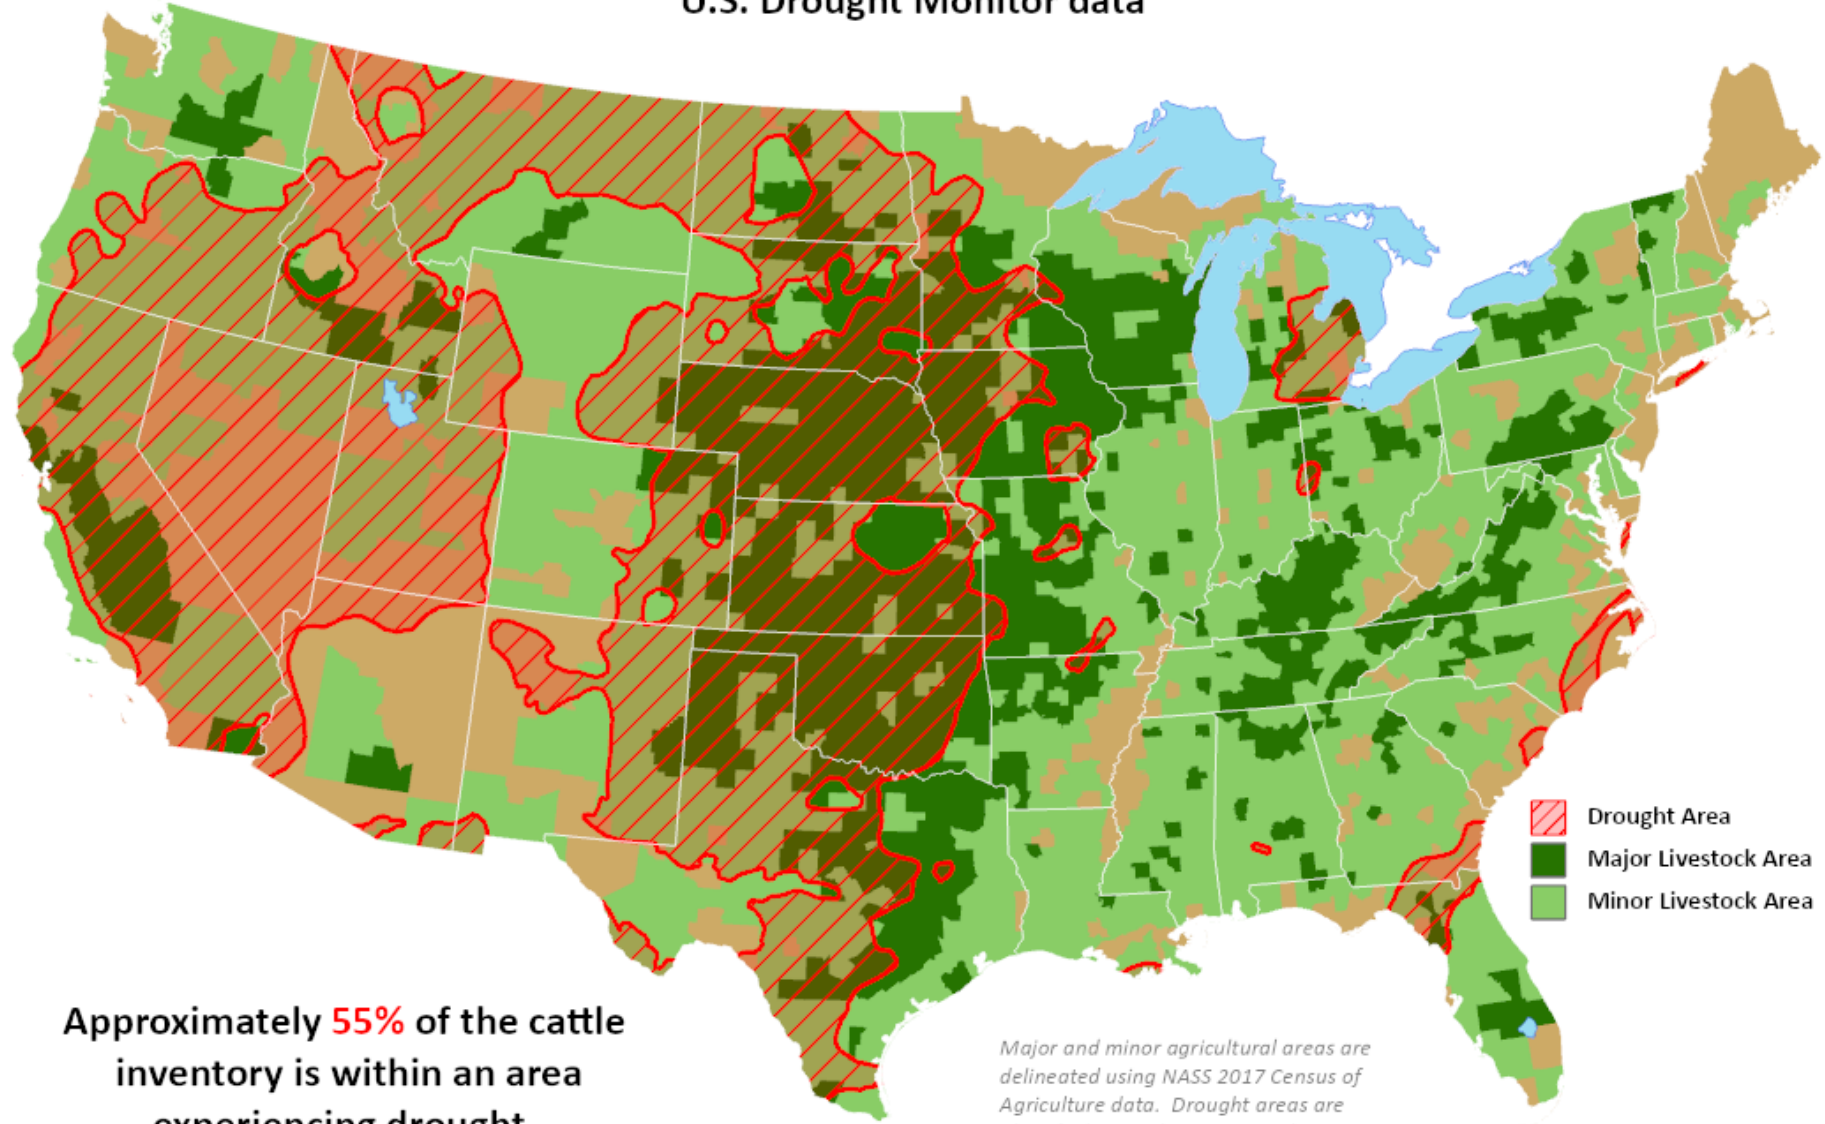 U.S. Drought Monitor data
Drought Area
Major Livestock Area
Minor Livestock Area
Approximately 55% of the cattle
inventory is within an area
experiencing drought
Major and minor agricultural areas are
delineated using NASS 2017 Census of
Agriculture data. Drought areas are